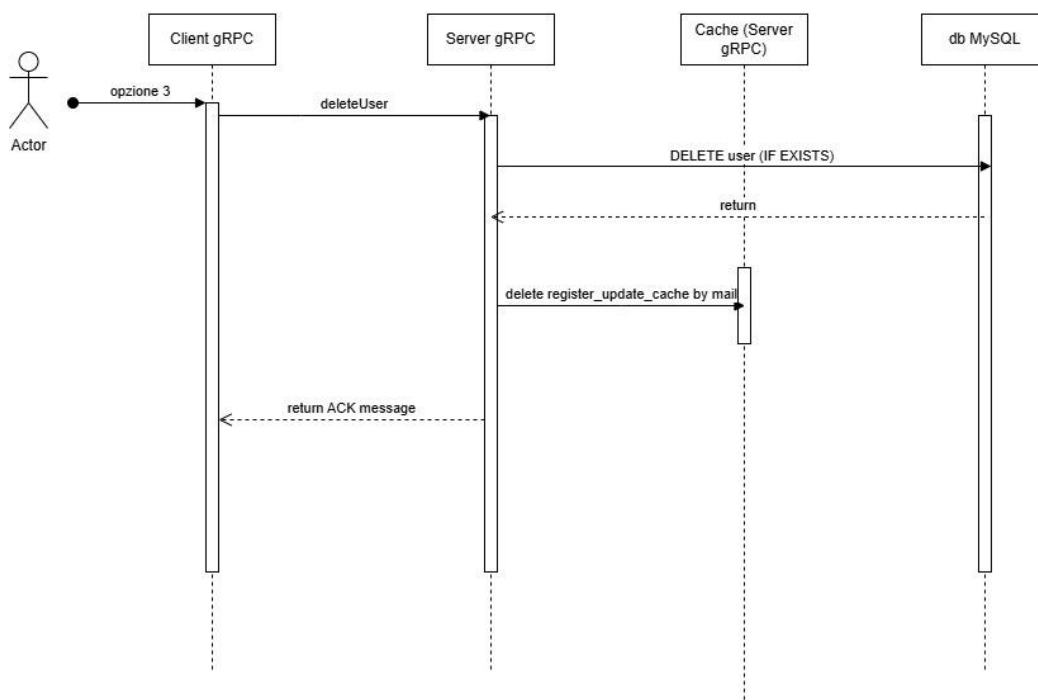 Client gRPC
Server gRPC
Cache (Server
gRPC)
db MySQL
opzione 3
deleteUser
Actor
DELETE user (IF EXISTS)
return
delete register_update_cache by mail
return ACK message